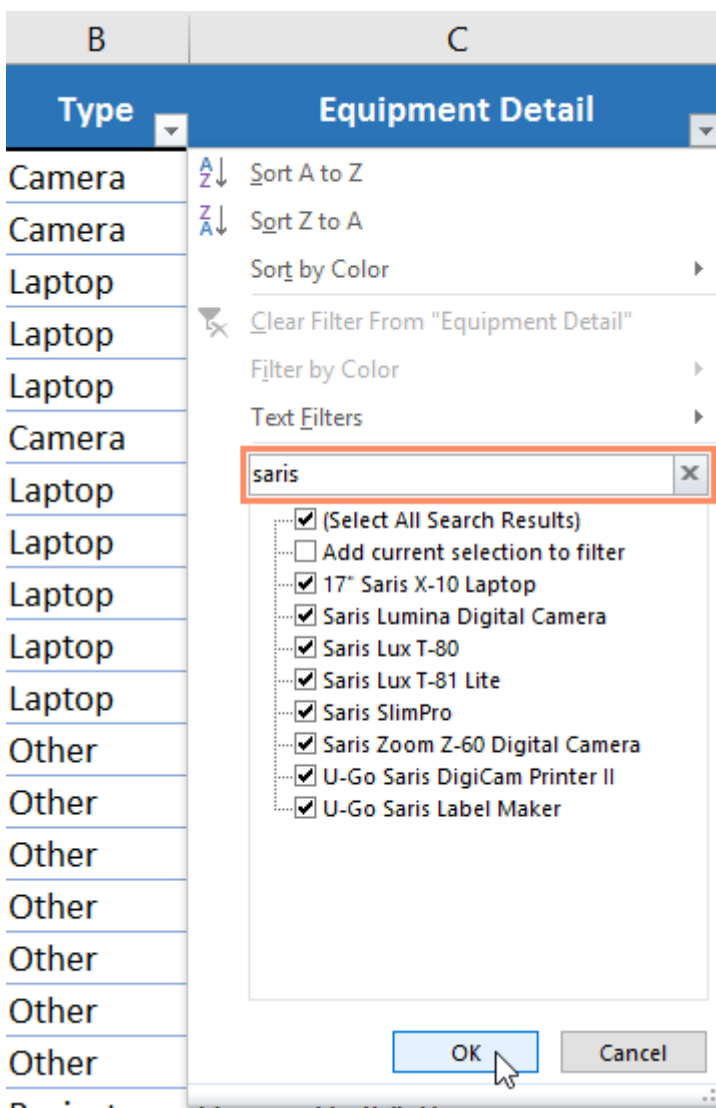 B C
Type Equipment Detail
Camera
Camera
Laptop
Laptop
Laptop
Camera
Laptop
Laptop
Laptop
Laptop
Laptop
Other
Other
Other
Other
Other
Other
Other
A Z Sort A to Z
Z A Sort Z to A
Sort by Color
Clear Filter From "Equipment Detail"
Filter by Color
Text Filters
saris
(Select All Search Results)
Add current selection to filter
17" Saris X-10 Laptop
Saris Lumina Digital Camera
Saris Lux T-80
Saris Lux T-81 Lite
Saris SlimPro
Saris Zoom Z-60 Digital Camera
U-Go Saris DigiCam Printer II
U-Go Saris Label Maker
OK Cancel